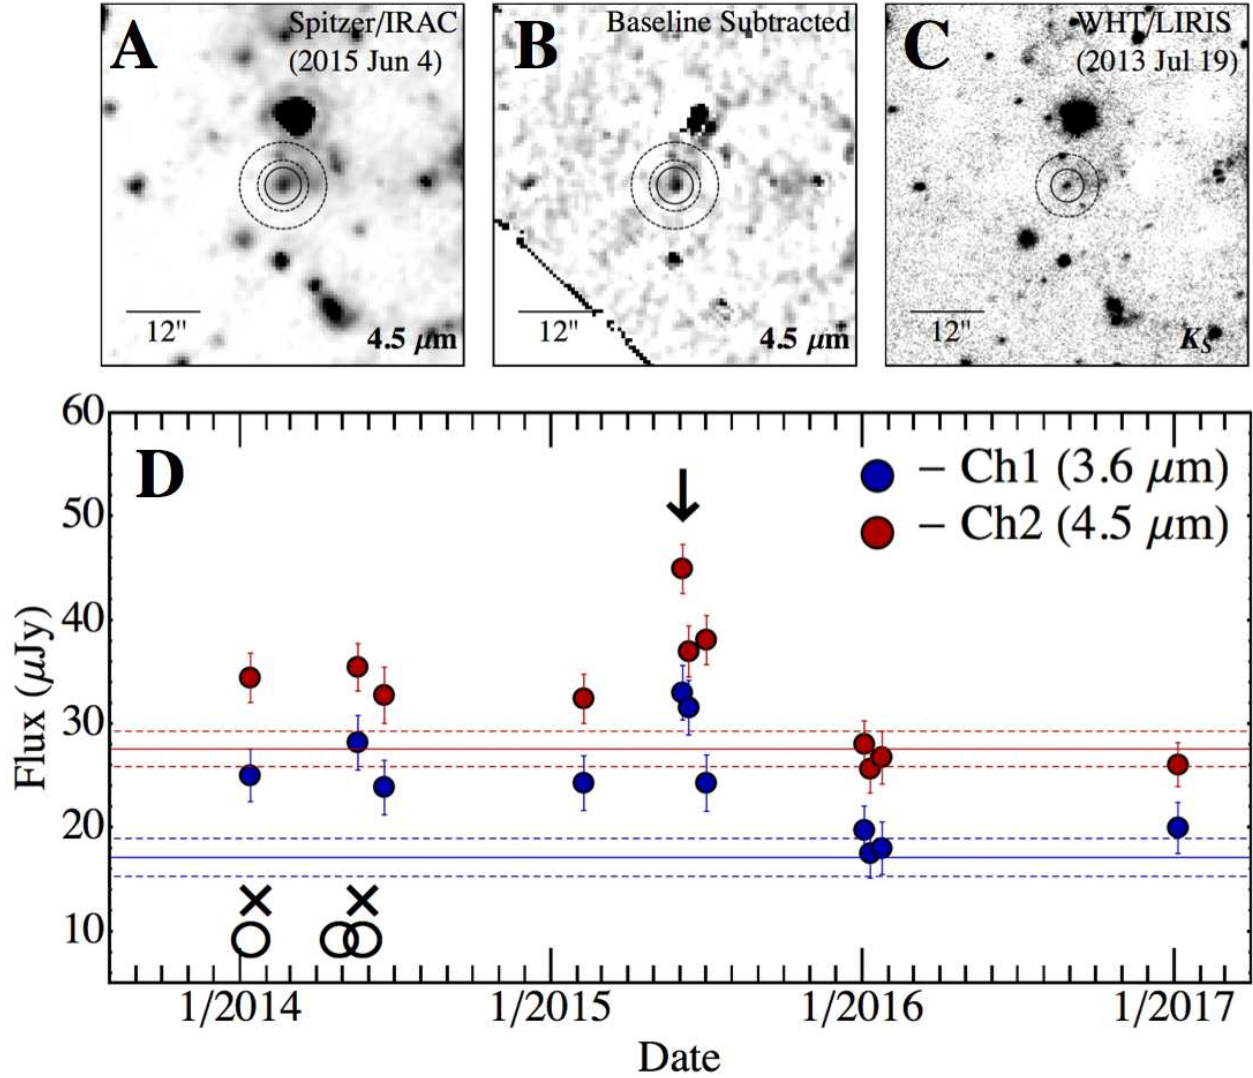 A
Spitzer/IRAC
(2015 Jun 4)
12"
4.5 μm
B
Baseline Subtracted
12"
4.5 μm
C
WHT/LIRIS
(2013 Jul 19)
12"
K_S
D
– Ch1 (3.6 μm)
– Ch2 (4.5 μm)
Flux (μJy)
60
50
40
30
20
10
1/2014
1/2015
1/2016
1/2017
Date